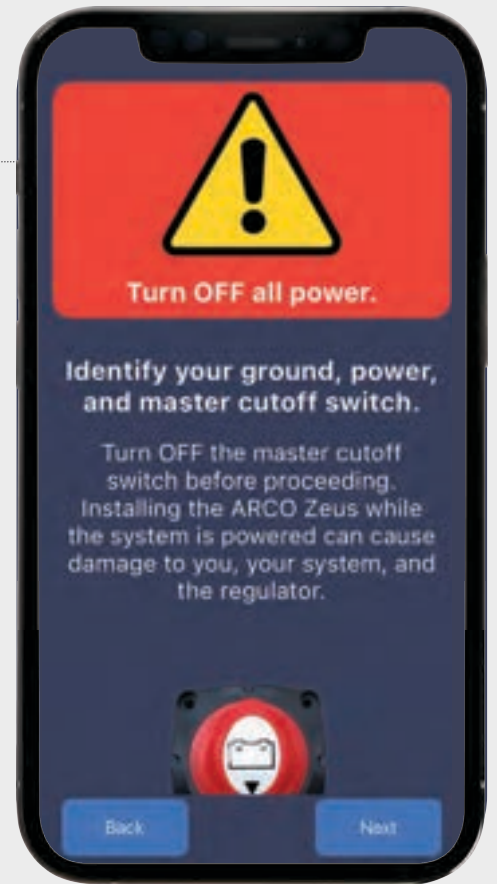 Turn OFF all power.
Identify your ground, power,
and master cutoff switch.
Turn OFF the master cutoff
switch before proceeding.
Installing the ARCO Zeus while
the system is powered can cause
damage to you, your system, and
the regulator.
Back
Next